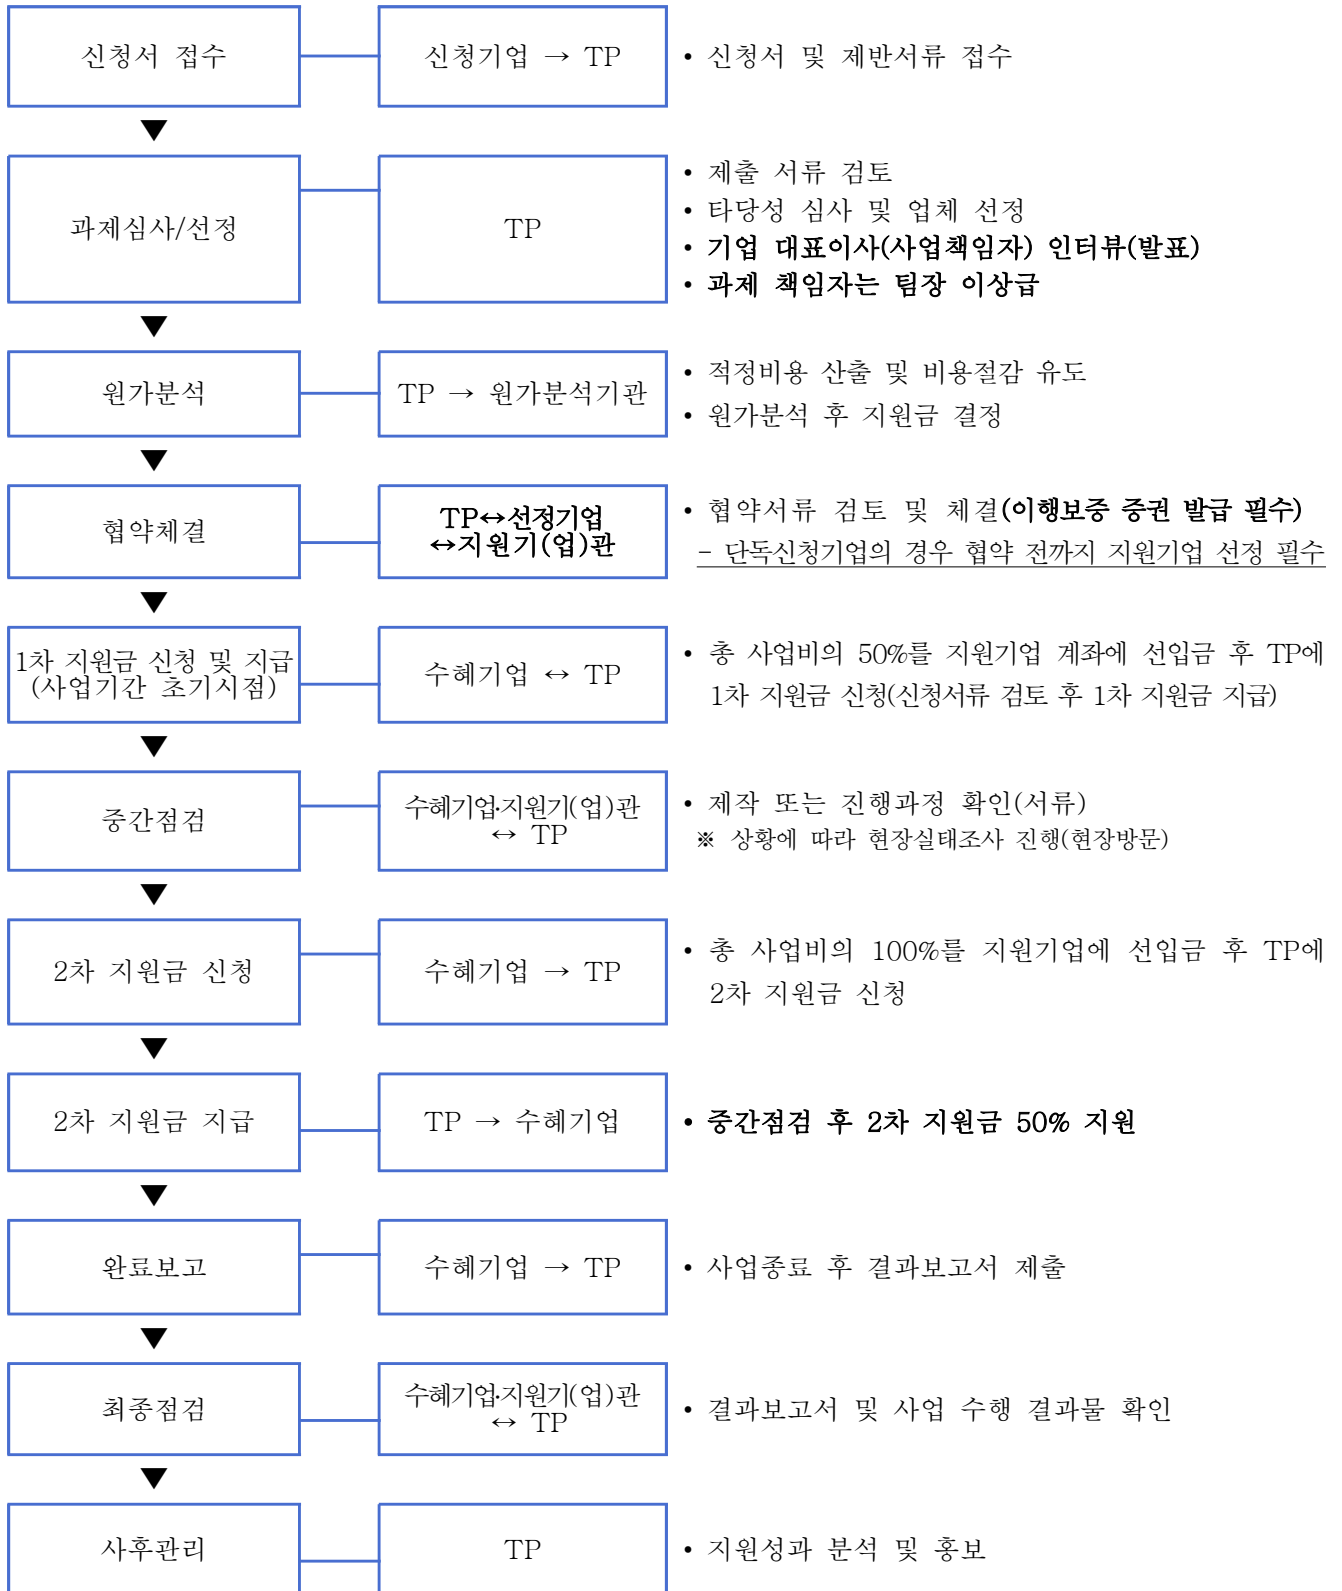 신청서 접수
신청기업 → TP
• 신청서 및 제반서류 접수
▼
과제심사/선정
TP
• 제출 서류 검토
• 타당성 심사 및 업체 선정
• 기업 대표이사(사업책임자) 인터뷰(발표)
• 과제 책임자는 팀장 이상급
▼
원가분석
TP → 원가분석기관
• 적정비용 산출 및 비용절감 유도
• 원가분석 후 지원금 결정
▼
협약체결
TP↔선정기업
↔지원기(업)관
• 협약서류 검토 및 체결(이행보증 증권 발급 필수)
- 단독신청기업의 경우 협약 전까지 지원기업 선정 필수
▼
1차 지원금 신청 및 지급
(사업기간 초기시점)
수혜기업 ↔ TP
• 총 사업비의 50%를 지원기업 계좌에 선입금 후 TP에
1차 지원금 신청(신청서류 검토 후 1차 지원금 지급)
▼
중간점검
수혜기업·지원기(업)관
↔ TP
• 제작 또는 진행과정 확인(서류)
※ 상황에 따라 현장실태조사 진행(현장방문)
▼
2차 지원금 신청
수혜기업 → TP
• 총 사업비의 100%를 지원기업에 선입금 후 TP에
2차 지원금 신청
▼
2차 지원금 지급
TP → 수혜기업
• 중간점검 후 2차 지원금 50% 지원
▼
완료보고
수혜기업 → TP
• 사업종료 후 결과보고서 제출
▼
최종점검
수혜기업·지원기(업)관
↔ TP
• 결과보고서 및 사업 수행 결과물 확인
▼
사후관리
TP
• 지원성과 분석 및 홍보